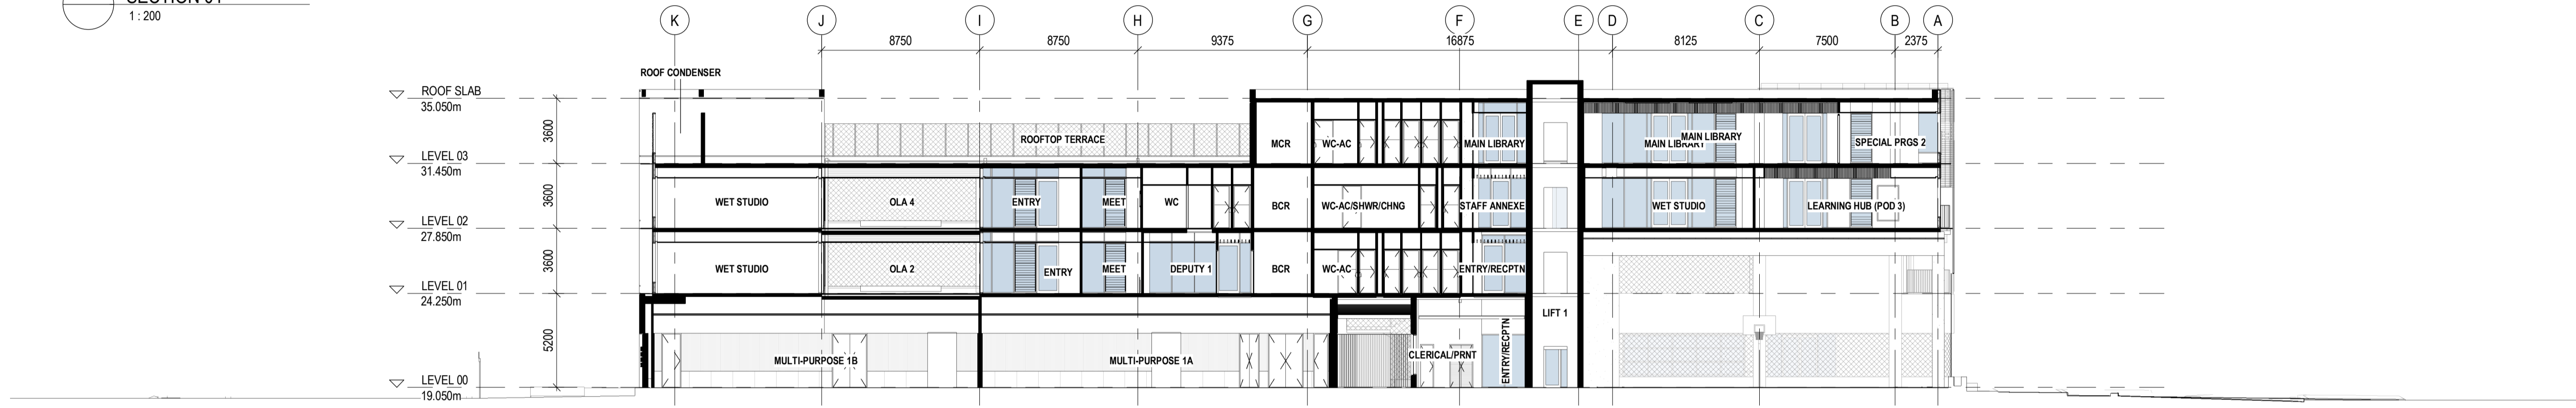 SECTION 01
1 : 200
K J I H G F E D C B A
8750 8750 9375 16875 8125 7500 2375
ROOF CONDENSER
ROOF SLAB
35.050m
3600
ROOFTOP TERRACE
MCR WC-AC MAIN LIBRARY MAIN LIBRARY MAIN LIBRARY SPECIAL PRGS 2
LEVEL 03
31.450m
3600
WET STUDIO OLA 4 ENTRY MEET WC BCR WC-AC/SHWR/CHNG STAFF ANNEXE WET STUDIO LEARNING HUB (POD 3)
LEVEL 02
27.850m
3600
WET STUDIO OLA 2 ENTRY MEET DEPUTY 1 BCR WC-AC ENTRY/RECPTN
LEVEL 01
24.250m
5200
LIFT 1
MULTI-PURPOSE 1B MULTI-PURPOSE 1A CLERICAL/PRNT ENTRY/RECPTN
LEVEL 00
19.050m